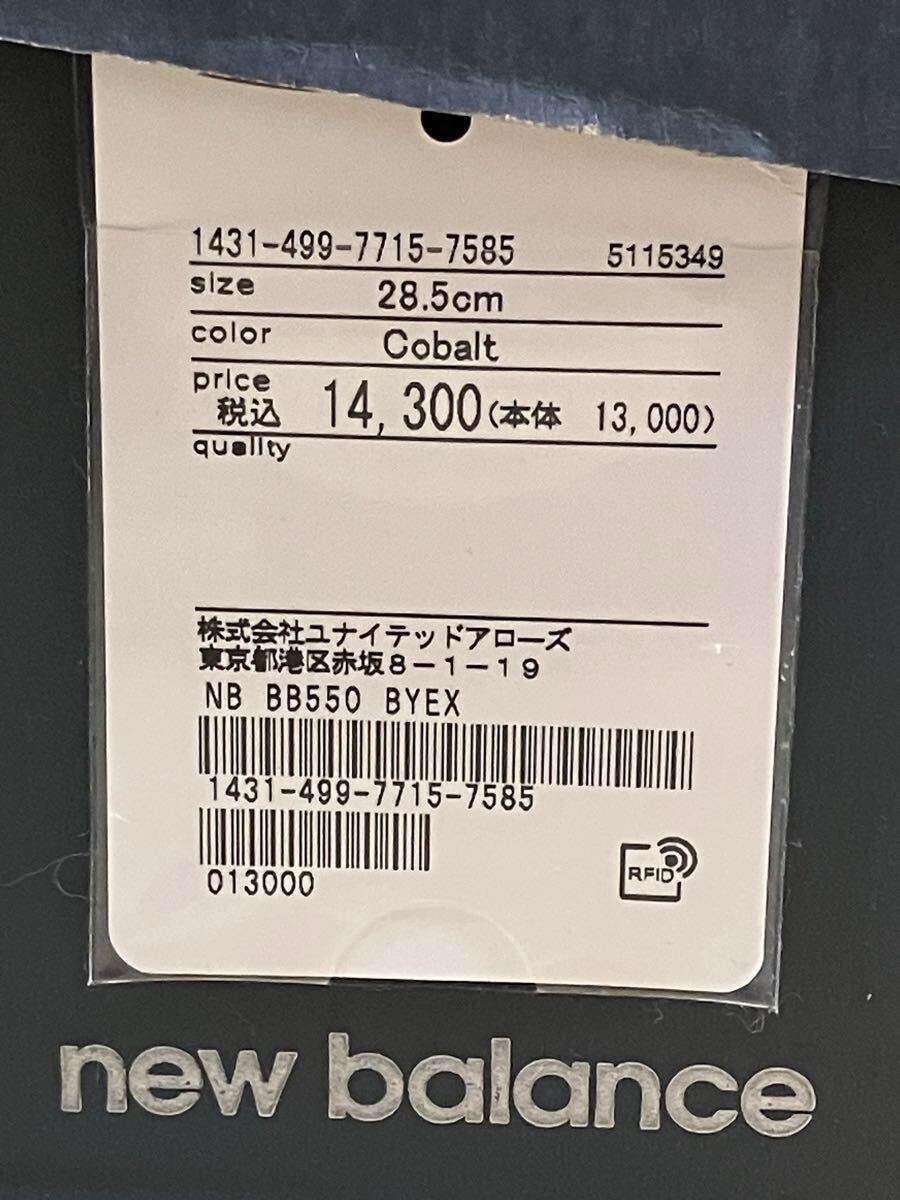 1431-499-7715-7585 5115349
size 28.5cm
color Cobalt
price
税込 14,300(本体 13,000)
quality
株式会社ユナイテッドアローズ
東京都港区赤坂8-1-19
NB BB550 BYEX
1431-499-7715-7585
013000
RFID
new balance